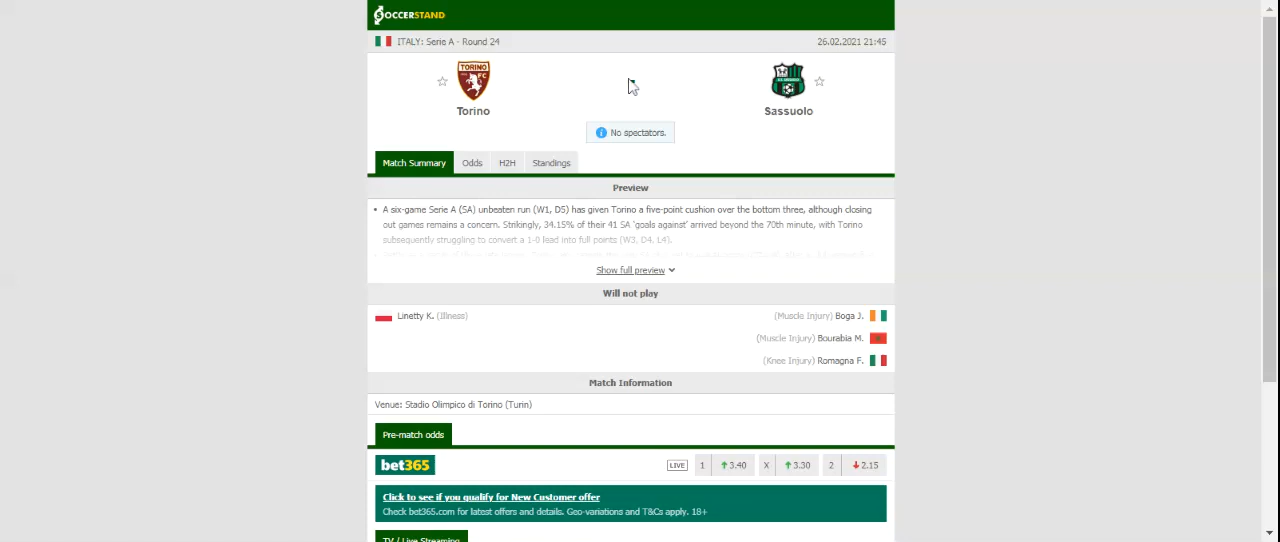 SOCCERSTAND
ITALY: Serie A - Round 24
26.02.2021 21:45
TORINO
FC
Torino
Sassuolo
No spectators.
Match Summary
Odds
H2H
Standings
Preview
• A six-game Serie A (SA) unbeaten run (W1, D5) has given Torino a five-point cushion over the bottom three, although closing
out games remains a concern. Strikingly, 34.15% of their 41 SA 'goals against' arrived beyond the 70th minute, with Torino
subsequently struggling to convert a 1-0 lead into full points (W3, D4, L4).
Show full preview
Will not play
Linetty K. (Illness)
(Muscle Injury) Boga J.
(Muscle Injury) Bourabia M.
(Knee Injury) Romagna F.
Match Information
Venue: Stadio Olimpico di Torino (Turin)
Pre-match odds
bet365
LIVE
1
3.40
X
3.30
2
2.15
Click to see if you qualify for New Customer offer
Check bet365.com for latest offers and details. Geo-variations and T&Cs apply. 18+
TV / Live Streaming